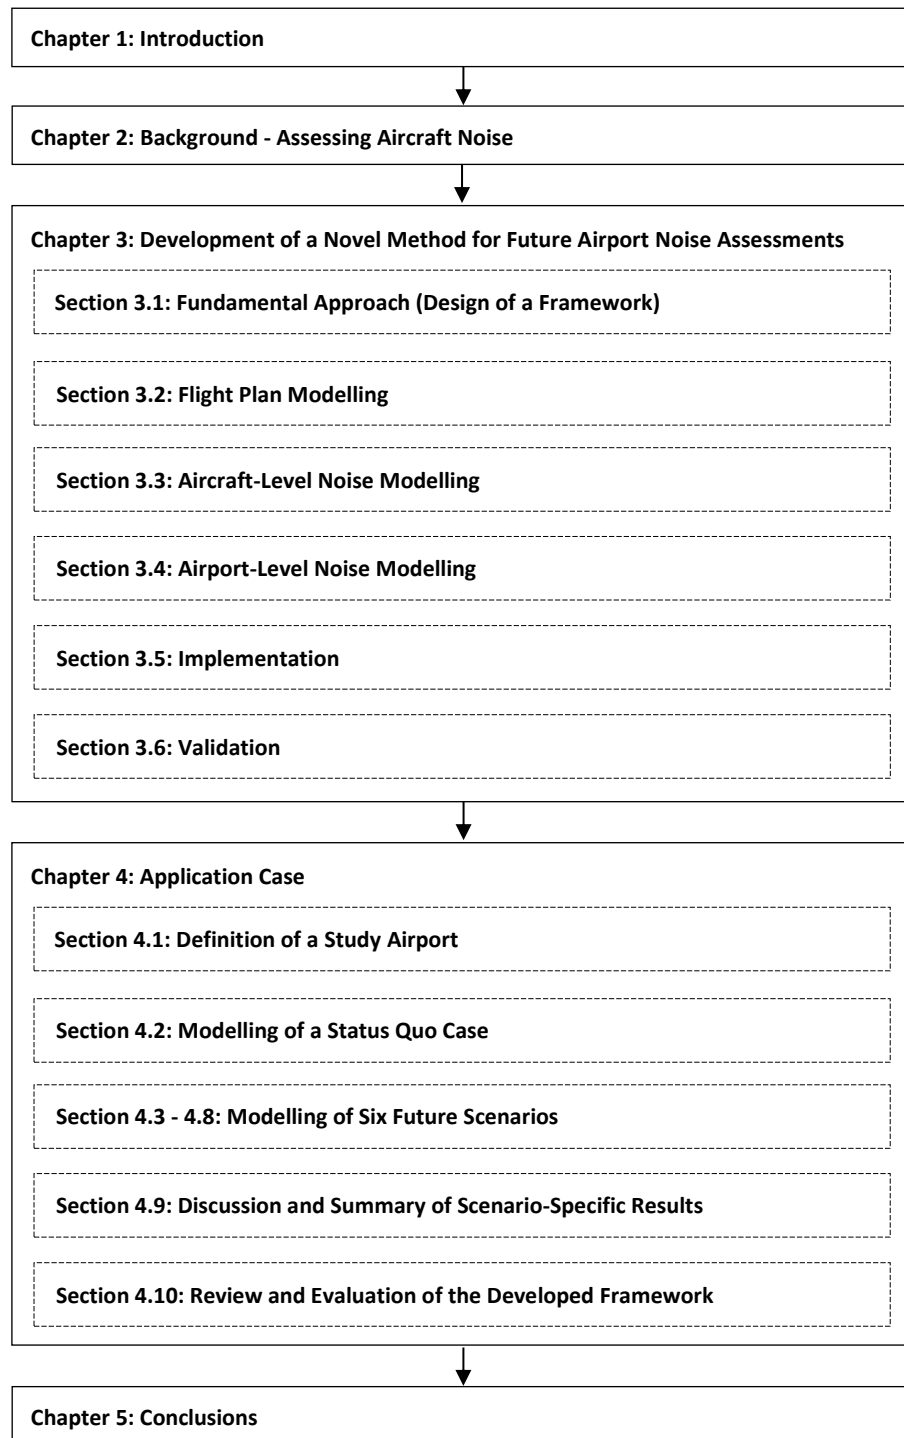 Chapter 1: Introduction
Chapter 2: Background - Assessing Aircraft Noise
Chapter 3: Development of a Novel Method for Future Airport Noise Assessments
Section 3.1: Fundamental Approach (Design of a Framework)
Section 3.2: Flight Plan Modelling
Section 3.3: Aircraft-Level Noise Modelling
Section 3.4: Airport-Level Noise Modelling
Section 3.5: Implementation
Section 3.6: Validation
Chapter 4: Application Case
Section 4.1: Definition of a Study Airport
Section 4.2: Modelling of a Status Quo Case
Section 4.3 - 4.8: Modelling of Six Future Scenarios
Section 4.9: Discussion and Summary of Scenario-Specific Results
Section 4.10: Review and Evaluation of the Developed Framework
Chapter 5: Conclusions